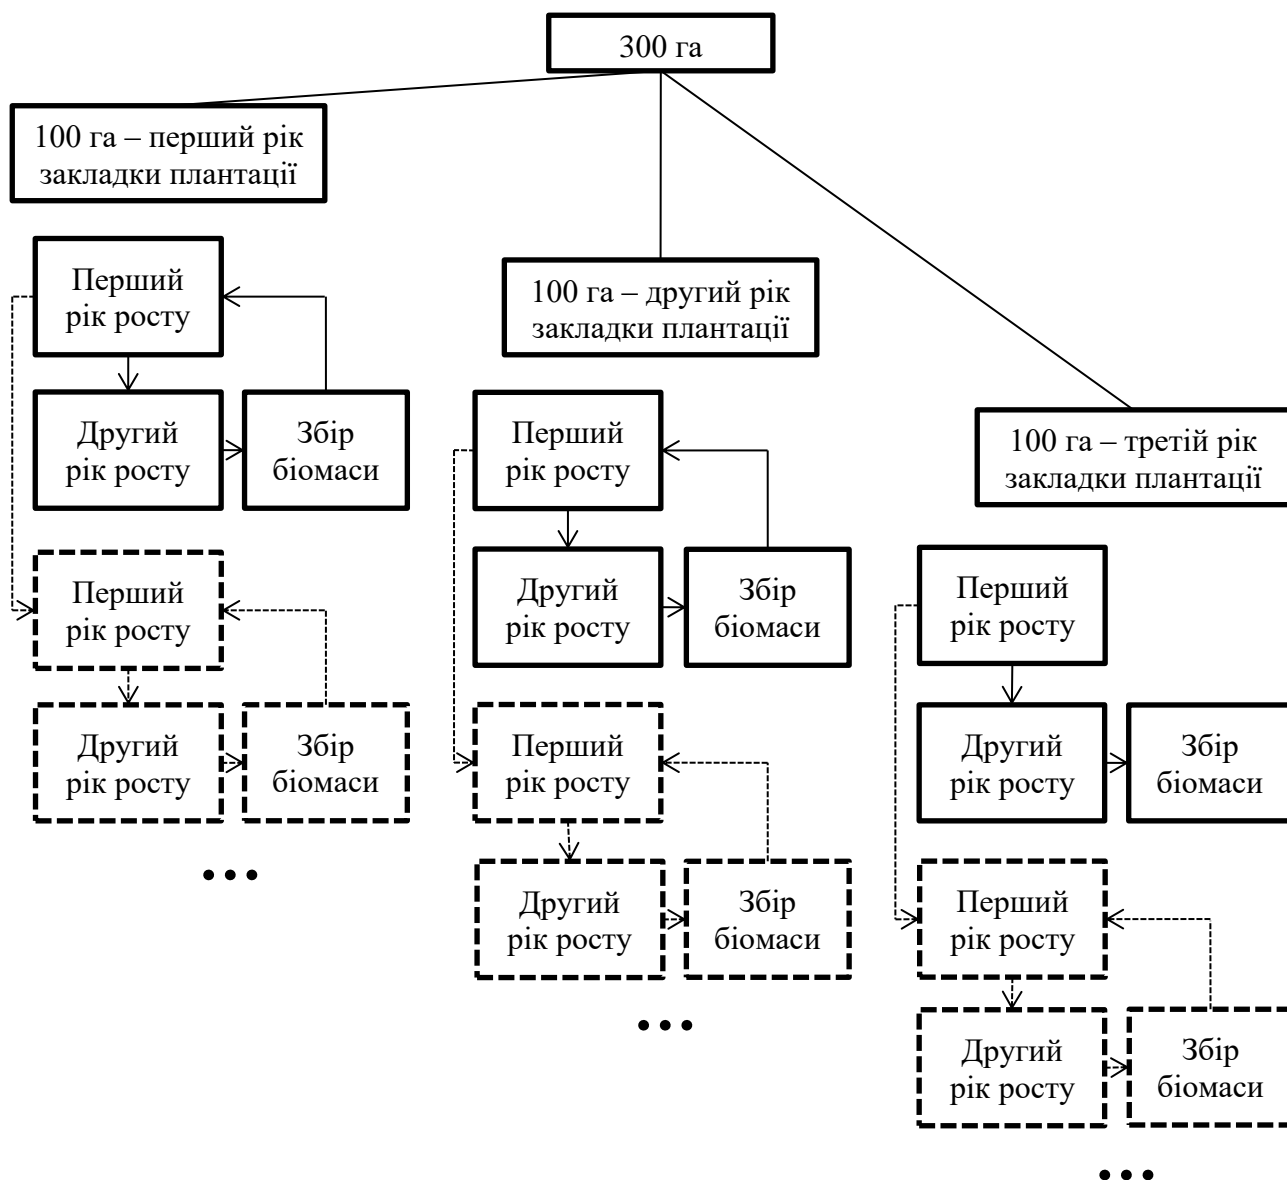 300 га
100 га – перший рік
закладки плантації
Перший
рік росту
Другий
рік росту
Збір
біомаси
Перший
рік росту
Другий
рік росту
Збір
біомаси
• • •
100 га – другий рік
закладки плантації
Перший
рік росту
Другий
рік росту
Збір
біомаси
Перший
рік росту
Другий
рік росту
Збір
біомаси
• • •
100 га – третій рік
закладки плантації
Перший
рік росту
Другий
рік росту
Збір
біомаси
Перший
рік росту
Другий
рік росту
Збір
біомаси
• • •